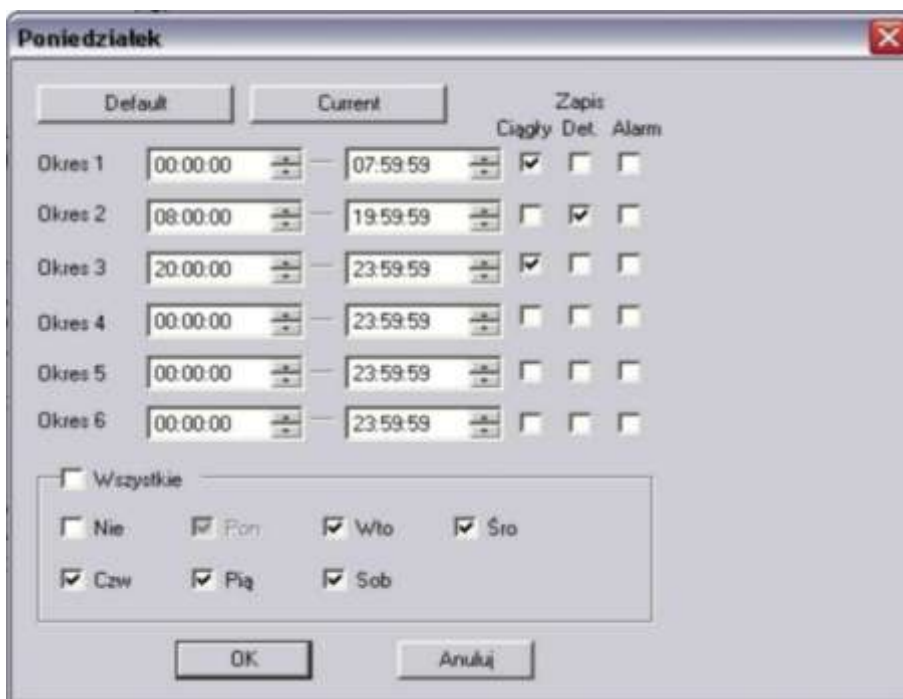 Poniedziałek
Default Current Zapis
Ciągły Det. Alarm
Okres 1 00:00:00 07:59:59
Okres 2 08:00:00 19:59:59
Okres 3 20:00:00 23:59:59
Okres 4 00:00:00 23:59:59
Okres 5 00:00:00 23:59:59
Okres 6 00:00:00 23:59:59
Wszystkie
Nie Pon Wto Śro
Czw Pią Sob
OK Anuluj